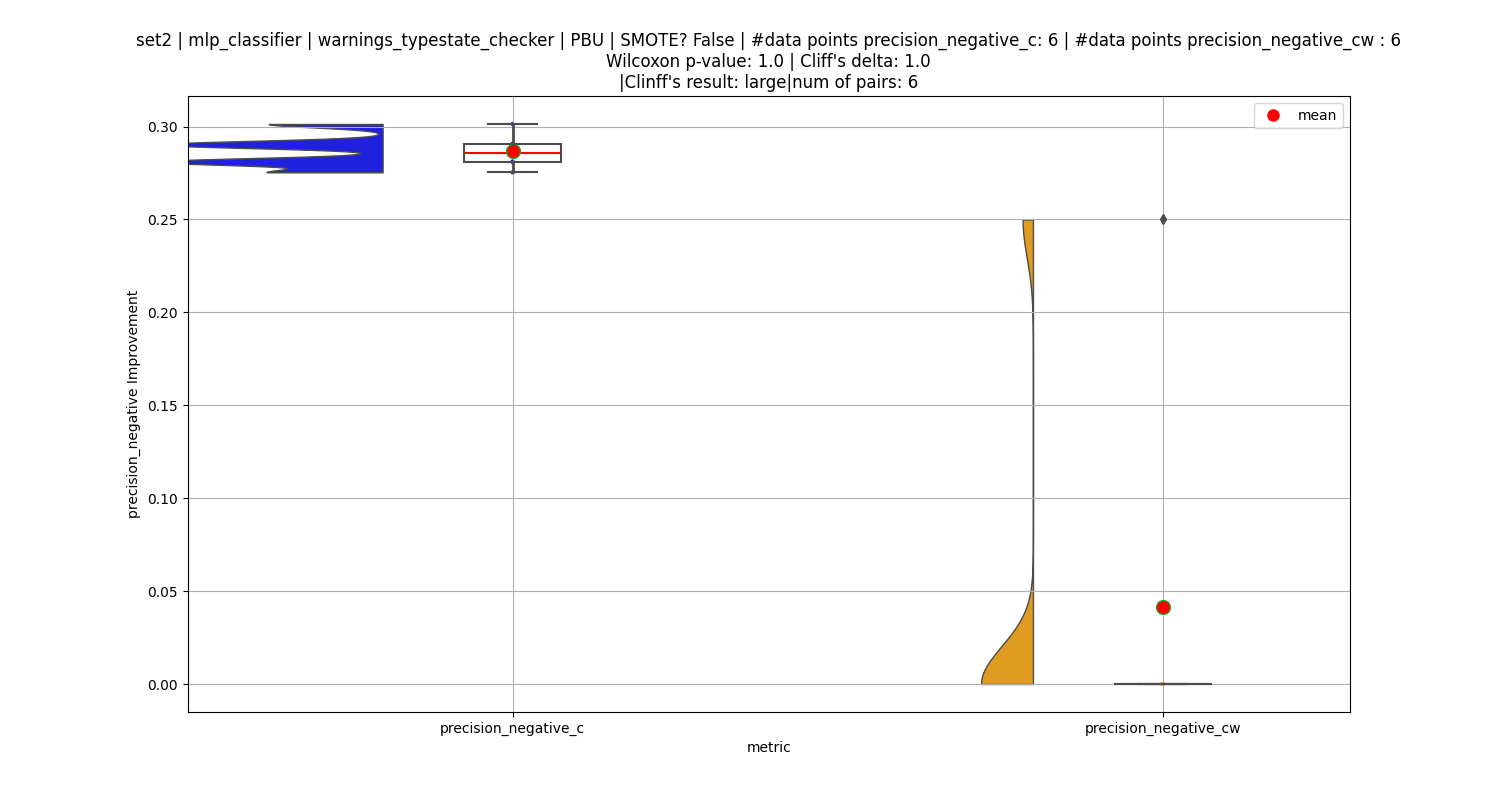 set2 | mlp_classifier | warnings_typestate_checker | PBU | SMOTE? False | #data points precision_negative_c: 6 | #data points precision_negative_cw : 6
Wilcoxon p-value: 1.0 | Cliff's delta: 1.0
|Clinff's result: large|num of pairs: 6
mean
0.30
0.25
0.20
0.15
0.10
0.05
0.00
precision_negative Improvement
precision_negative_c
precision_negative_cw
metric